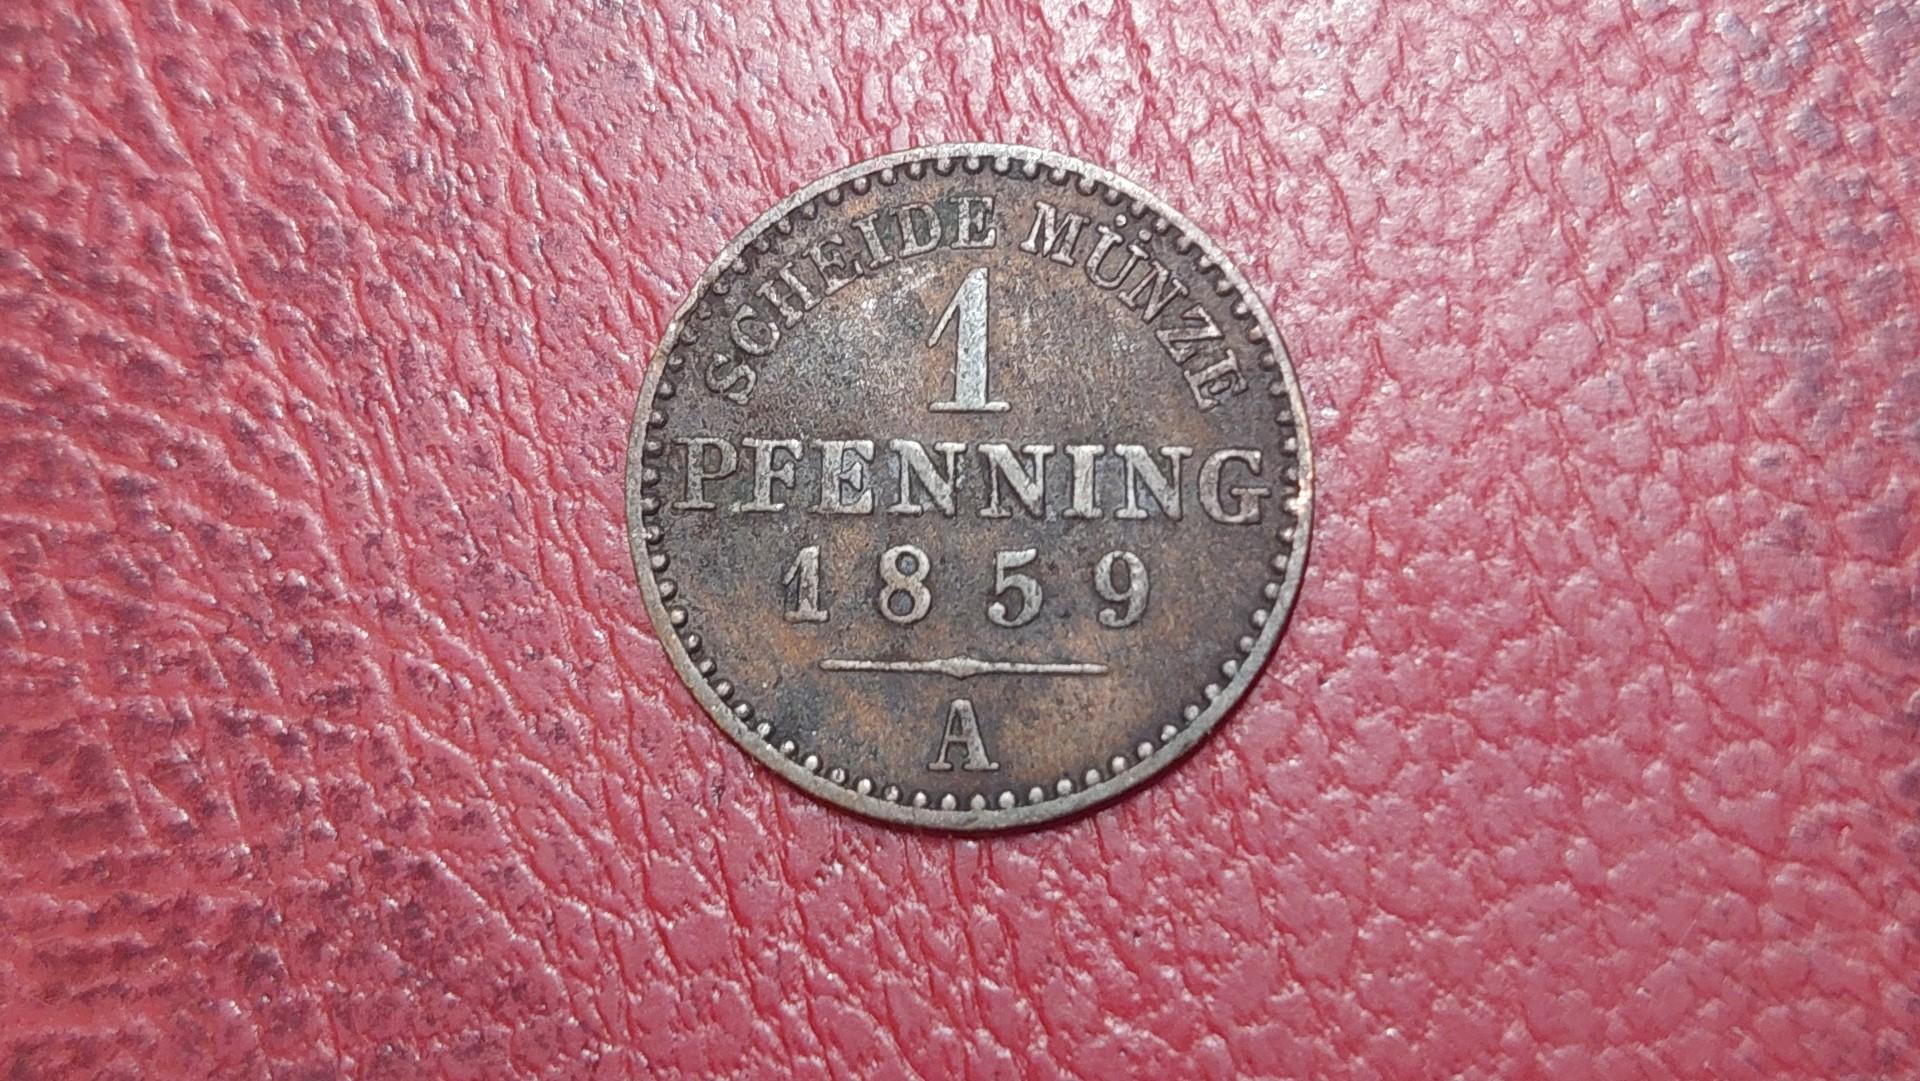 SCHEIDE MÜNZE
1
PFENNING
1859
A